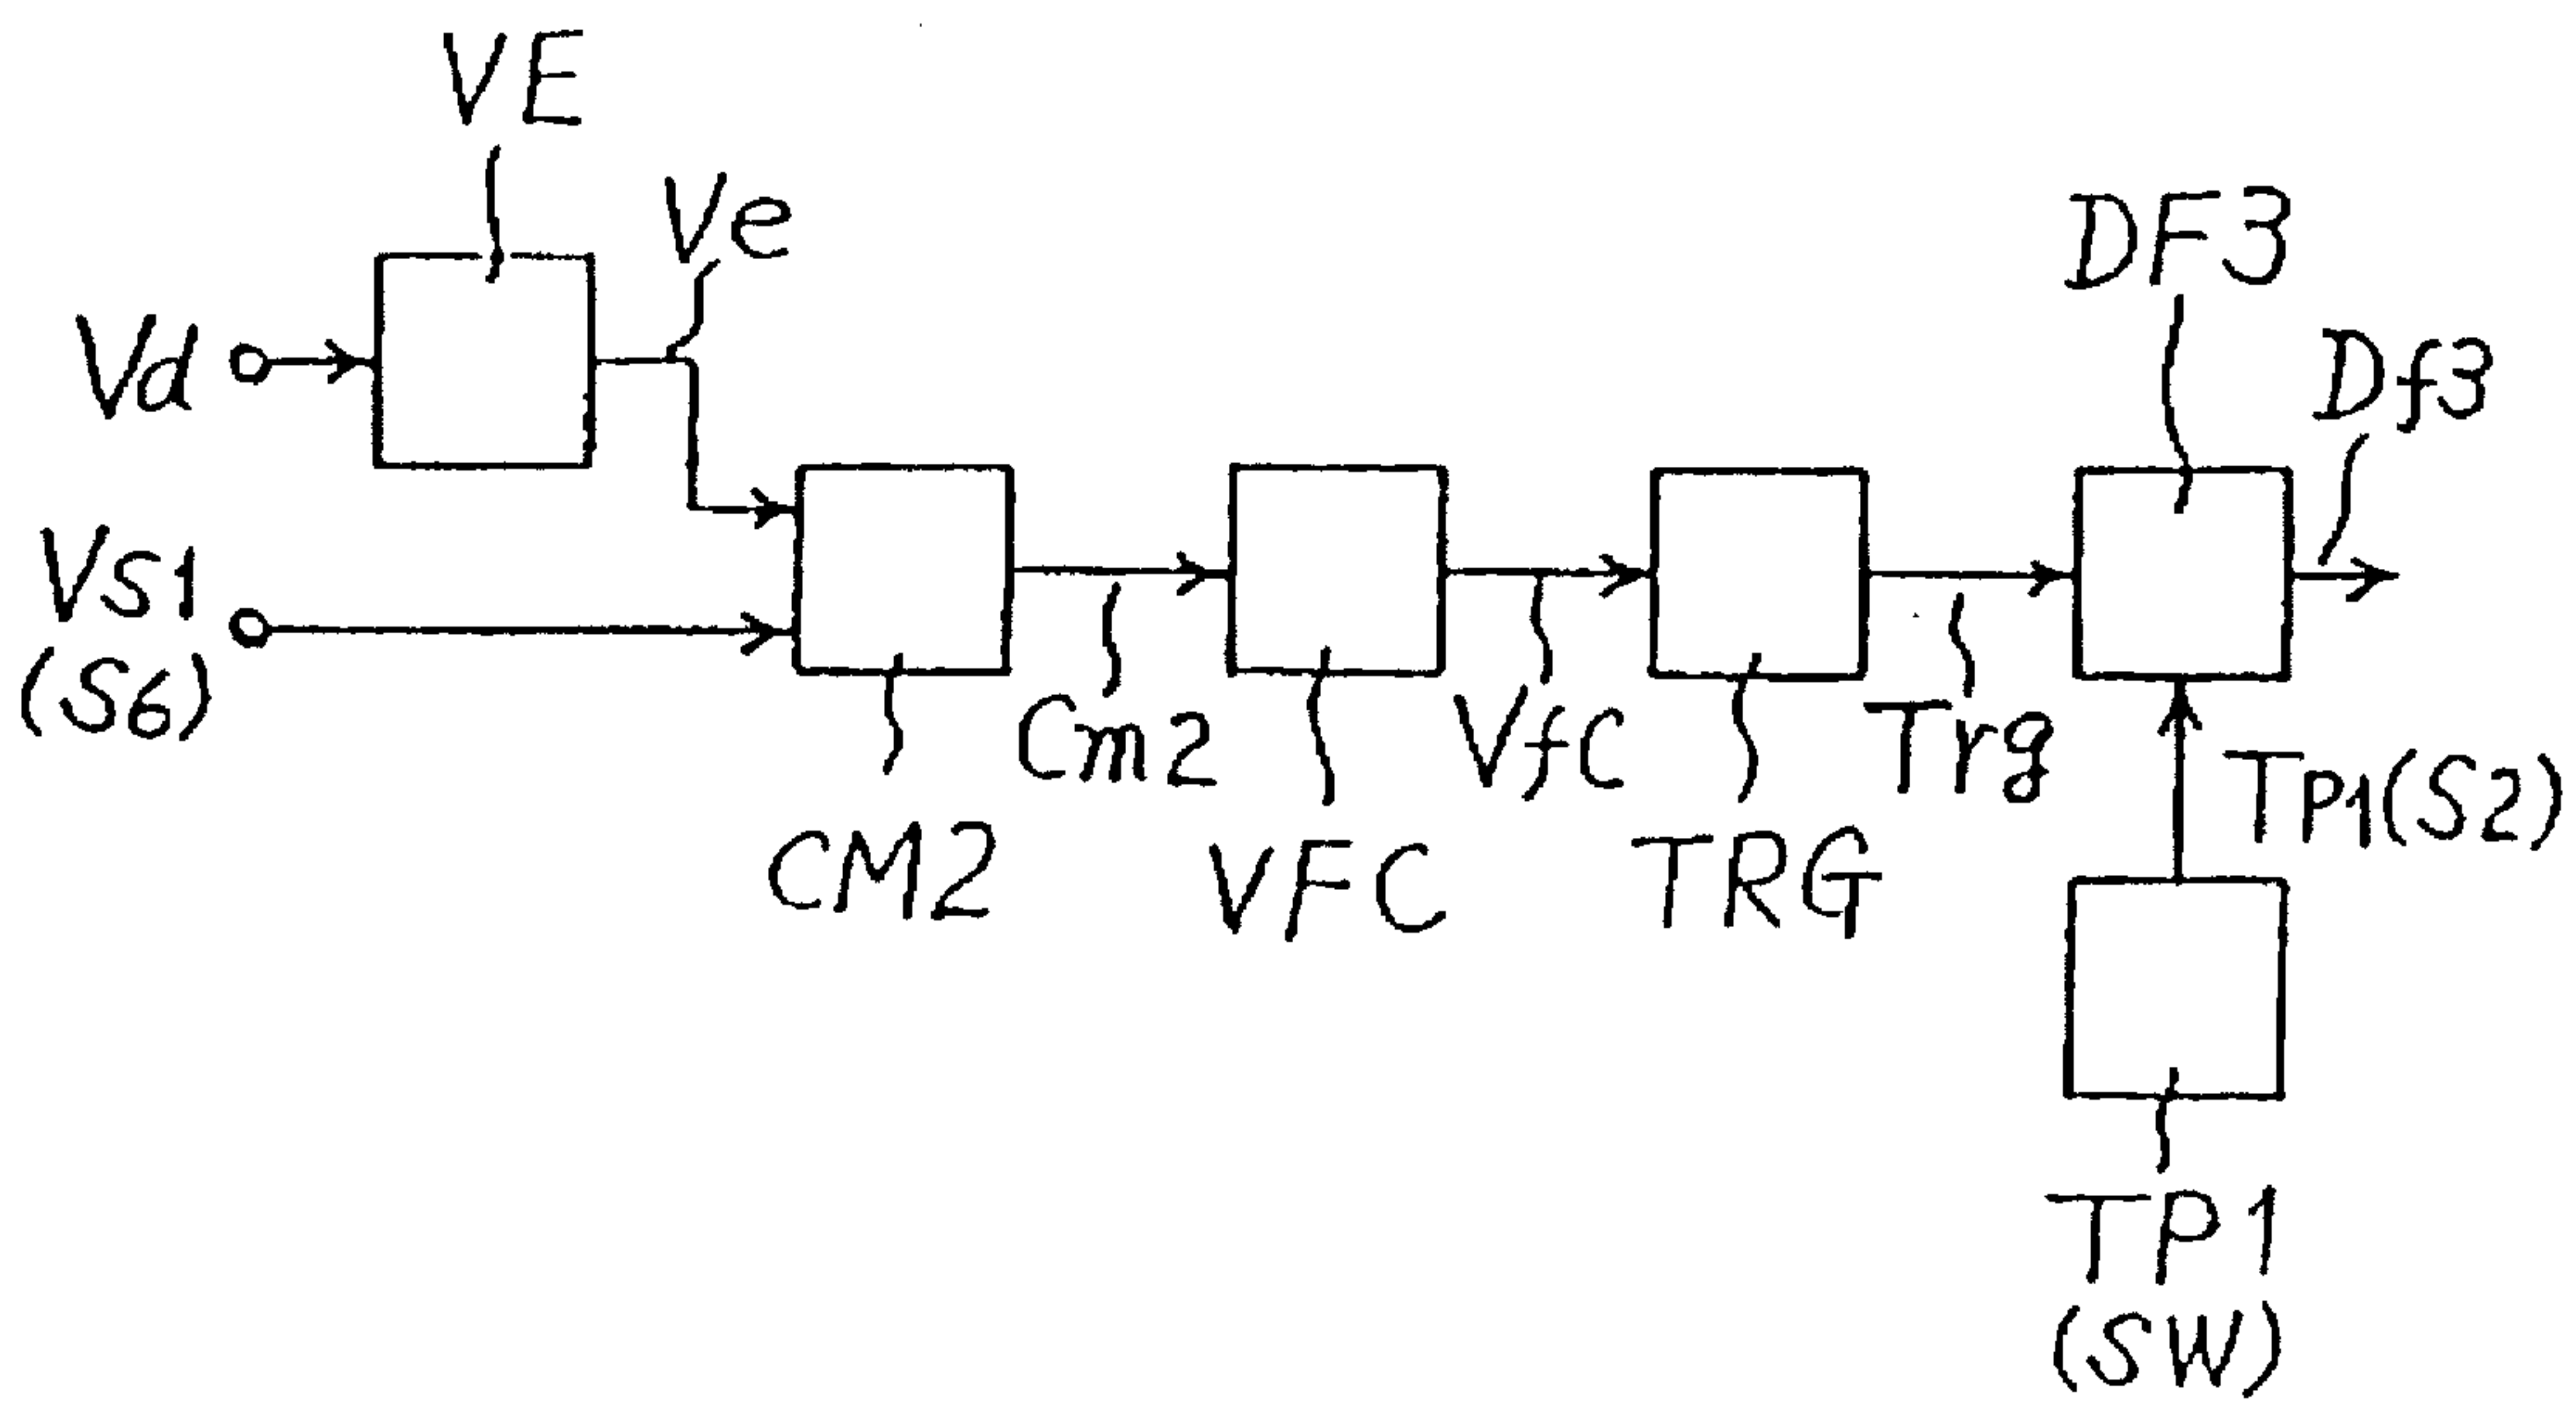 VE
Ve
DF3
Vd
Df3
VS1
(S6)
Cm2
Vfc
Trg
TP1(S2)
CM2
VFC
TRG
TP1
(SW)